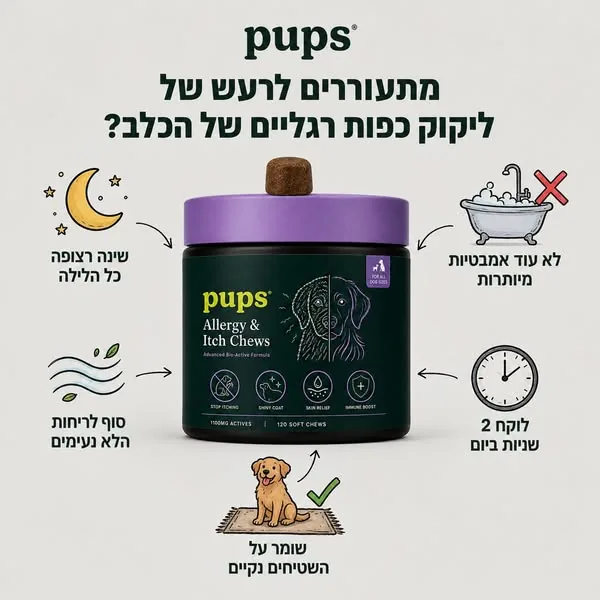 pups®
מתעוררים לרעש של
ליקוק כפות רגליים של הכלב?
שינה רצופה
כל הלילה
לא עוד אמבטיות
מיותרות
FOR ALL
DOG SIZES
pups®
Allergy &
Itch Chews
Advanced Bio-Active Formula
STOP ITCHING
SHINY COAT
SKIN RELIEF
IMMUNE BOOST
1100MG ACTIVES | 120 SOFT CHEWS
סוף לריחות
הלא נעימים
לוקח 2
שניות ביום
שומר על
השטיחים נקיים